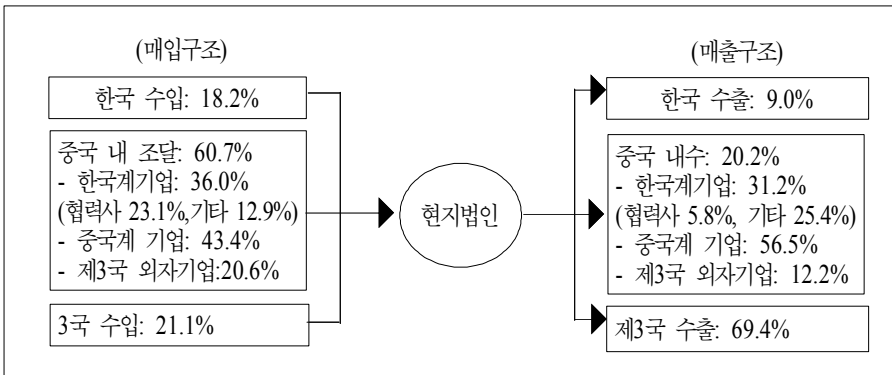 (매입구조)
한국 수입: 18.2%
중국 내 조달: 60.7%
- 한국계기업: 36.0%
(협력사 23.1%,기타 12.9%)
- 중국계 기업: 43.4%
- 제3국 외자기업:20.6%
3국 수입: 21.1%
현지법인
(매출구조)
한국 수출: 9.0%
중국 내수: 20.2%
- 한국계기업: 31.2%
(협력사 5.8%, 기타 25.4%)
- 중국계 기업: 56.5%
- 제3국 외자기업: 12.2%
제3국 수출: 69.4%